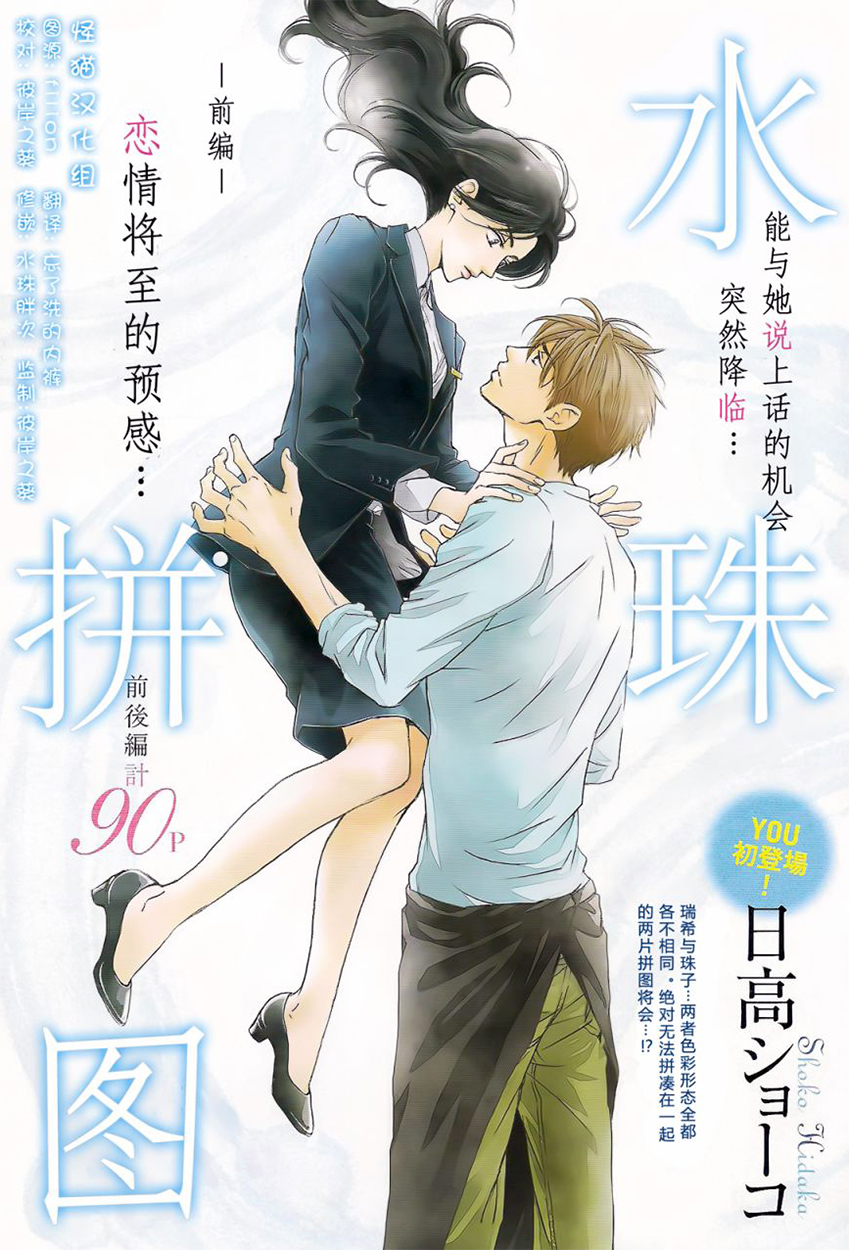 水珠
拼图
能与她说上话的机会
突然降临…
—前编—
恋情将至的预感…
怪猫汉化组
图源：fillion 翻译：忘了洗的内裤
校对：彼岸之葵 修嵌：水珠胖次 监制：彼岸之葵
前後編計
90P
YOU
初登場
！
日高ショーコ
Shoko Hidaka
瑞希与珠子…两者色彩形态全都
各不相同。绝对无法拼凑在一起
的两片拼图将会…!?